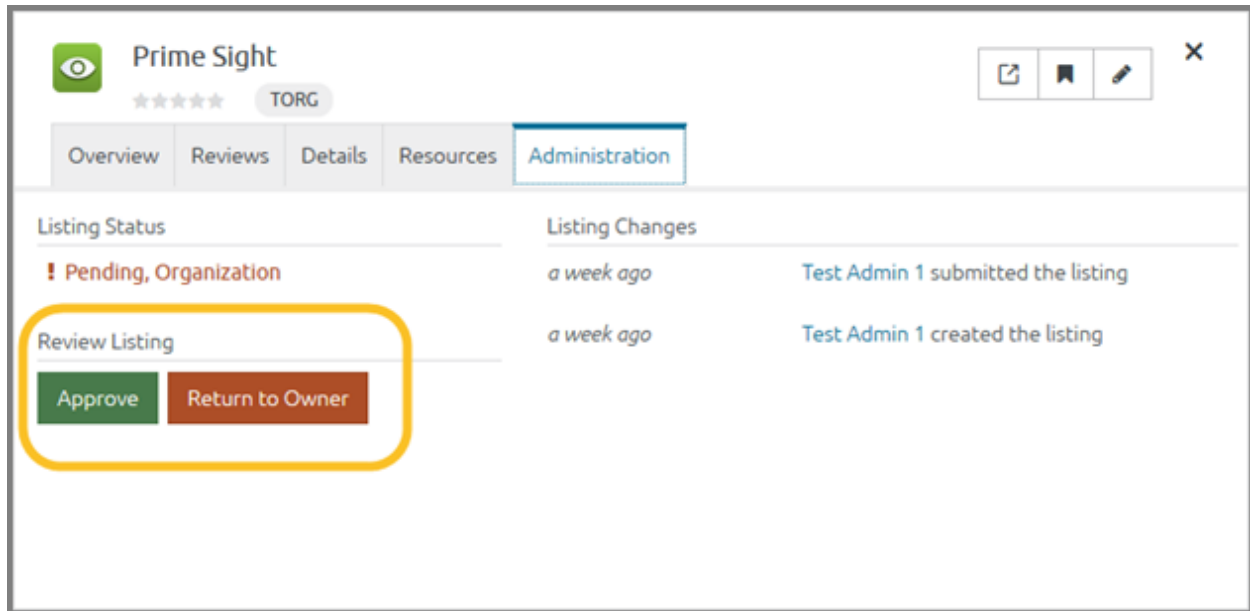 Prime Sight
TORG
Overview Reviews Details Resources Administration
Listing Status
! Pending, Organization
Review Listing
Approve Return to Owner
Listing Changes
a week ago Test Admin 1 submitted the listing
a week ago Test Admin 1 created the listing